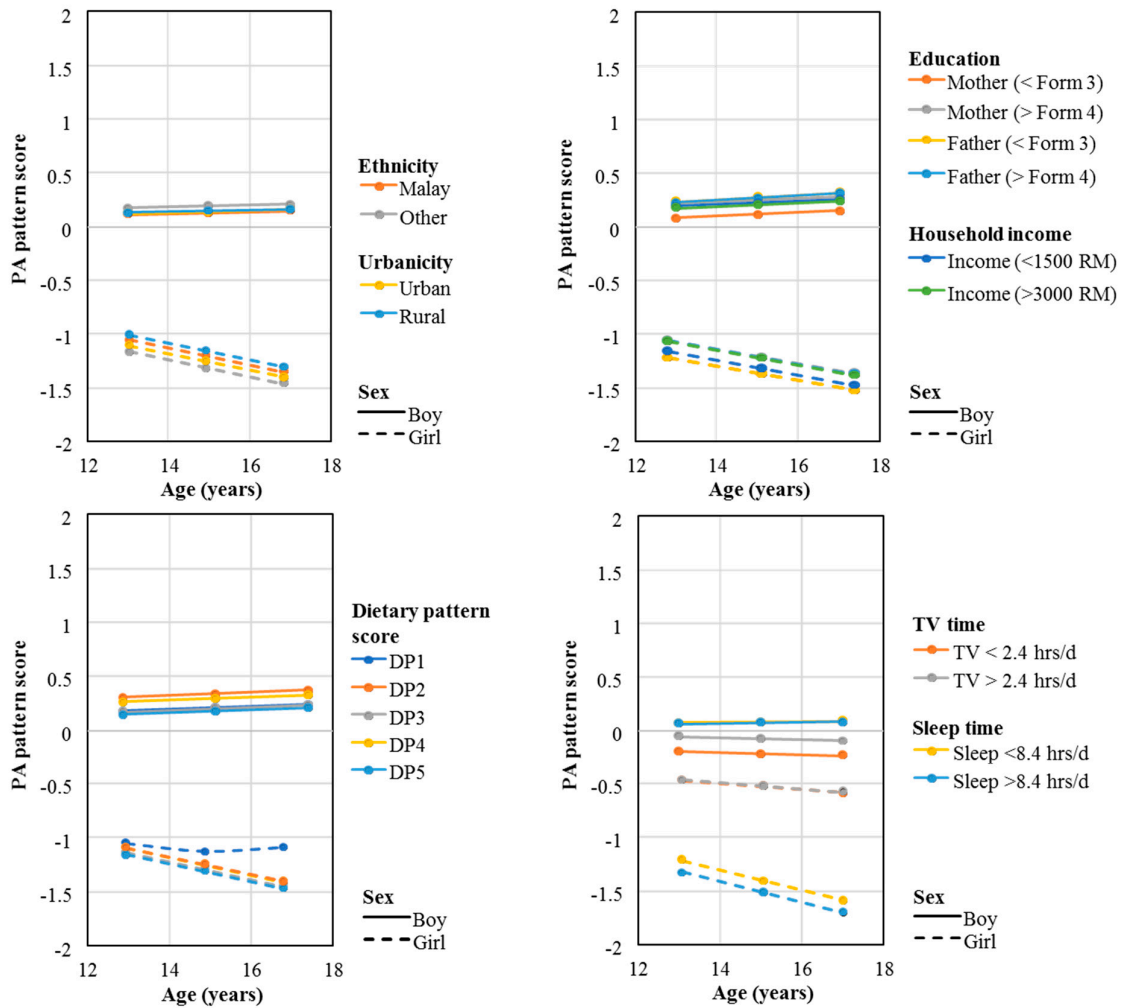 2
1.5
1
0.5
0
-0.5
-1
-1.5
-2
12 14 16 18
PA pattern score
Age (years)
Ethnicity
Malay
Other
Urbanicity
Urban
Rural
Sex
Boy
Girl
2
1.5
1
0.5
0
-0.5
-1
-1.5
-2
12 14 16 18
PA pattern score
Age (years)
Education
Mother (< Form 3)
Mother (> Form 4)
Father (< Form 3)
Father (> Form 4)
Household income
Income (<1500 RM)
Income (>3000 RM)
Sex
Boy
Girl
2
1.5
1
0.5
0
-0.5
-1
-1.5
-2
12 14 16 18
PA pattern score
Age (years)
Dietary pattern
score
DP1
DP2
DP3
DP4
DP5
Sex
Boy
Girl
2
1.5
1
0.5
0
-0.5
-1
-1.5
-2
12 14 16 18
PA pattern score
Age (years)
TV time
TV < 2.4 hrs/d
TV > 2.4 hrs/d
Sleep time
Sleep <8.4 hrs/d
Sleep >8.4 hrs/d
Sex
Boy
Girl